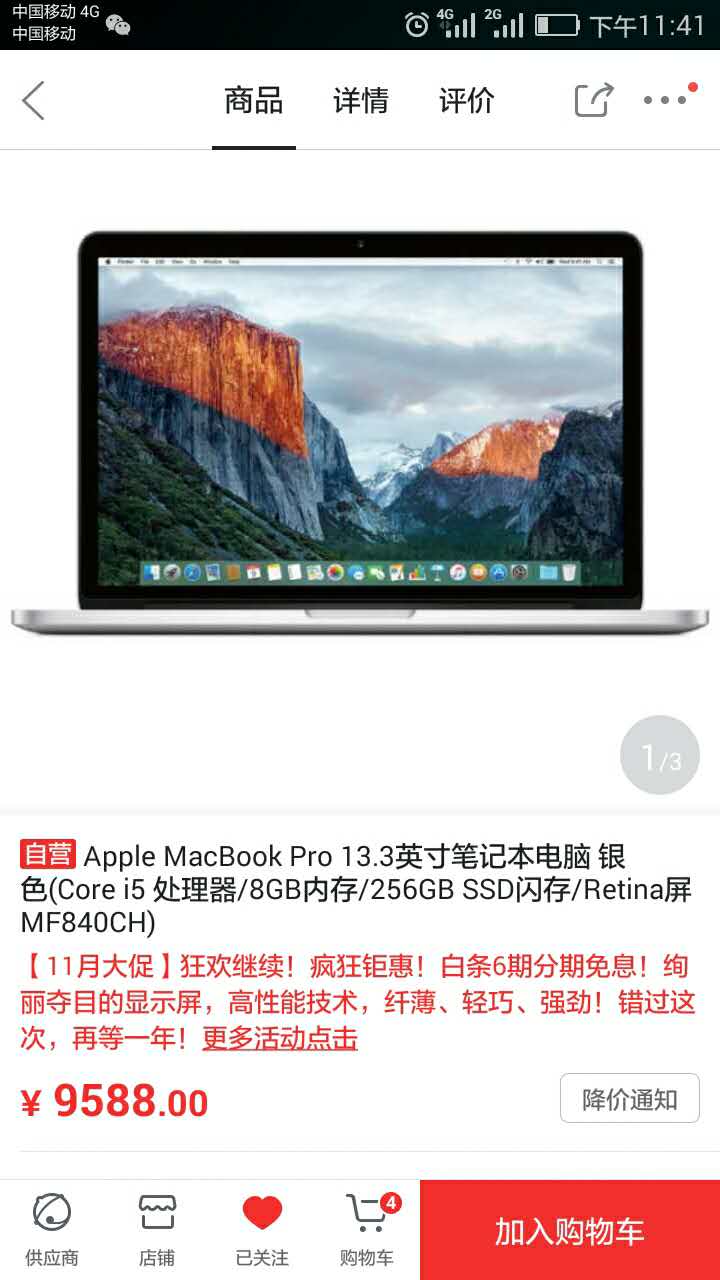 中国移动 4G
中国移动
4G
2G
下午11:41
商品
详情
评价
1/3
自营 Apple MacBook Pro 13.3英寸笔记本电脑 银
色(Core i5 处理器/8GB内存/256GB SSD闪存/Retina屏
MF840CH)
【11月大促】狂欢继续！疯狂钜惠！白条6期分期免息！绚
丽夺目的显示屏，高性能技术，纤薄、轻巧、强劲！错过这
次，再等一年！更多活动点击
¥ 9588.00
降价通知
4
供应商
店铺
已关注
购物车
加入购物车